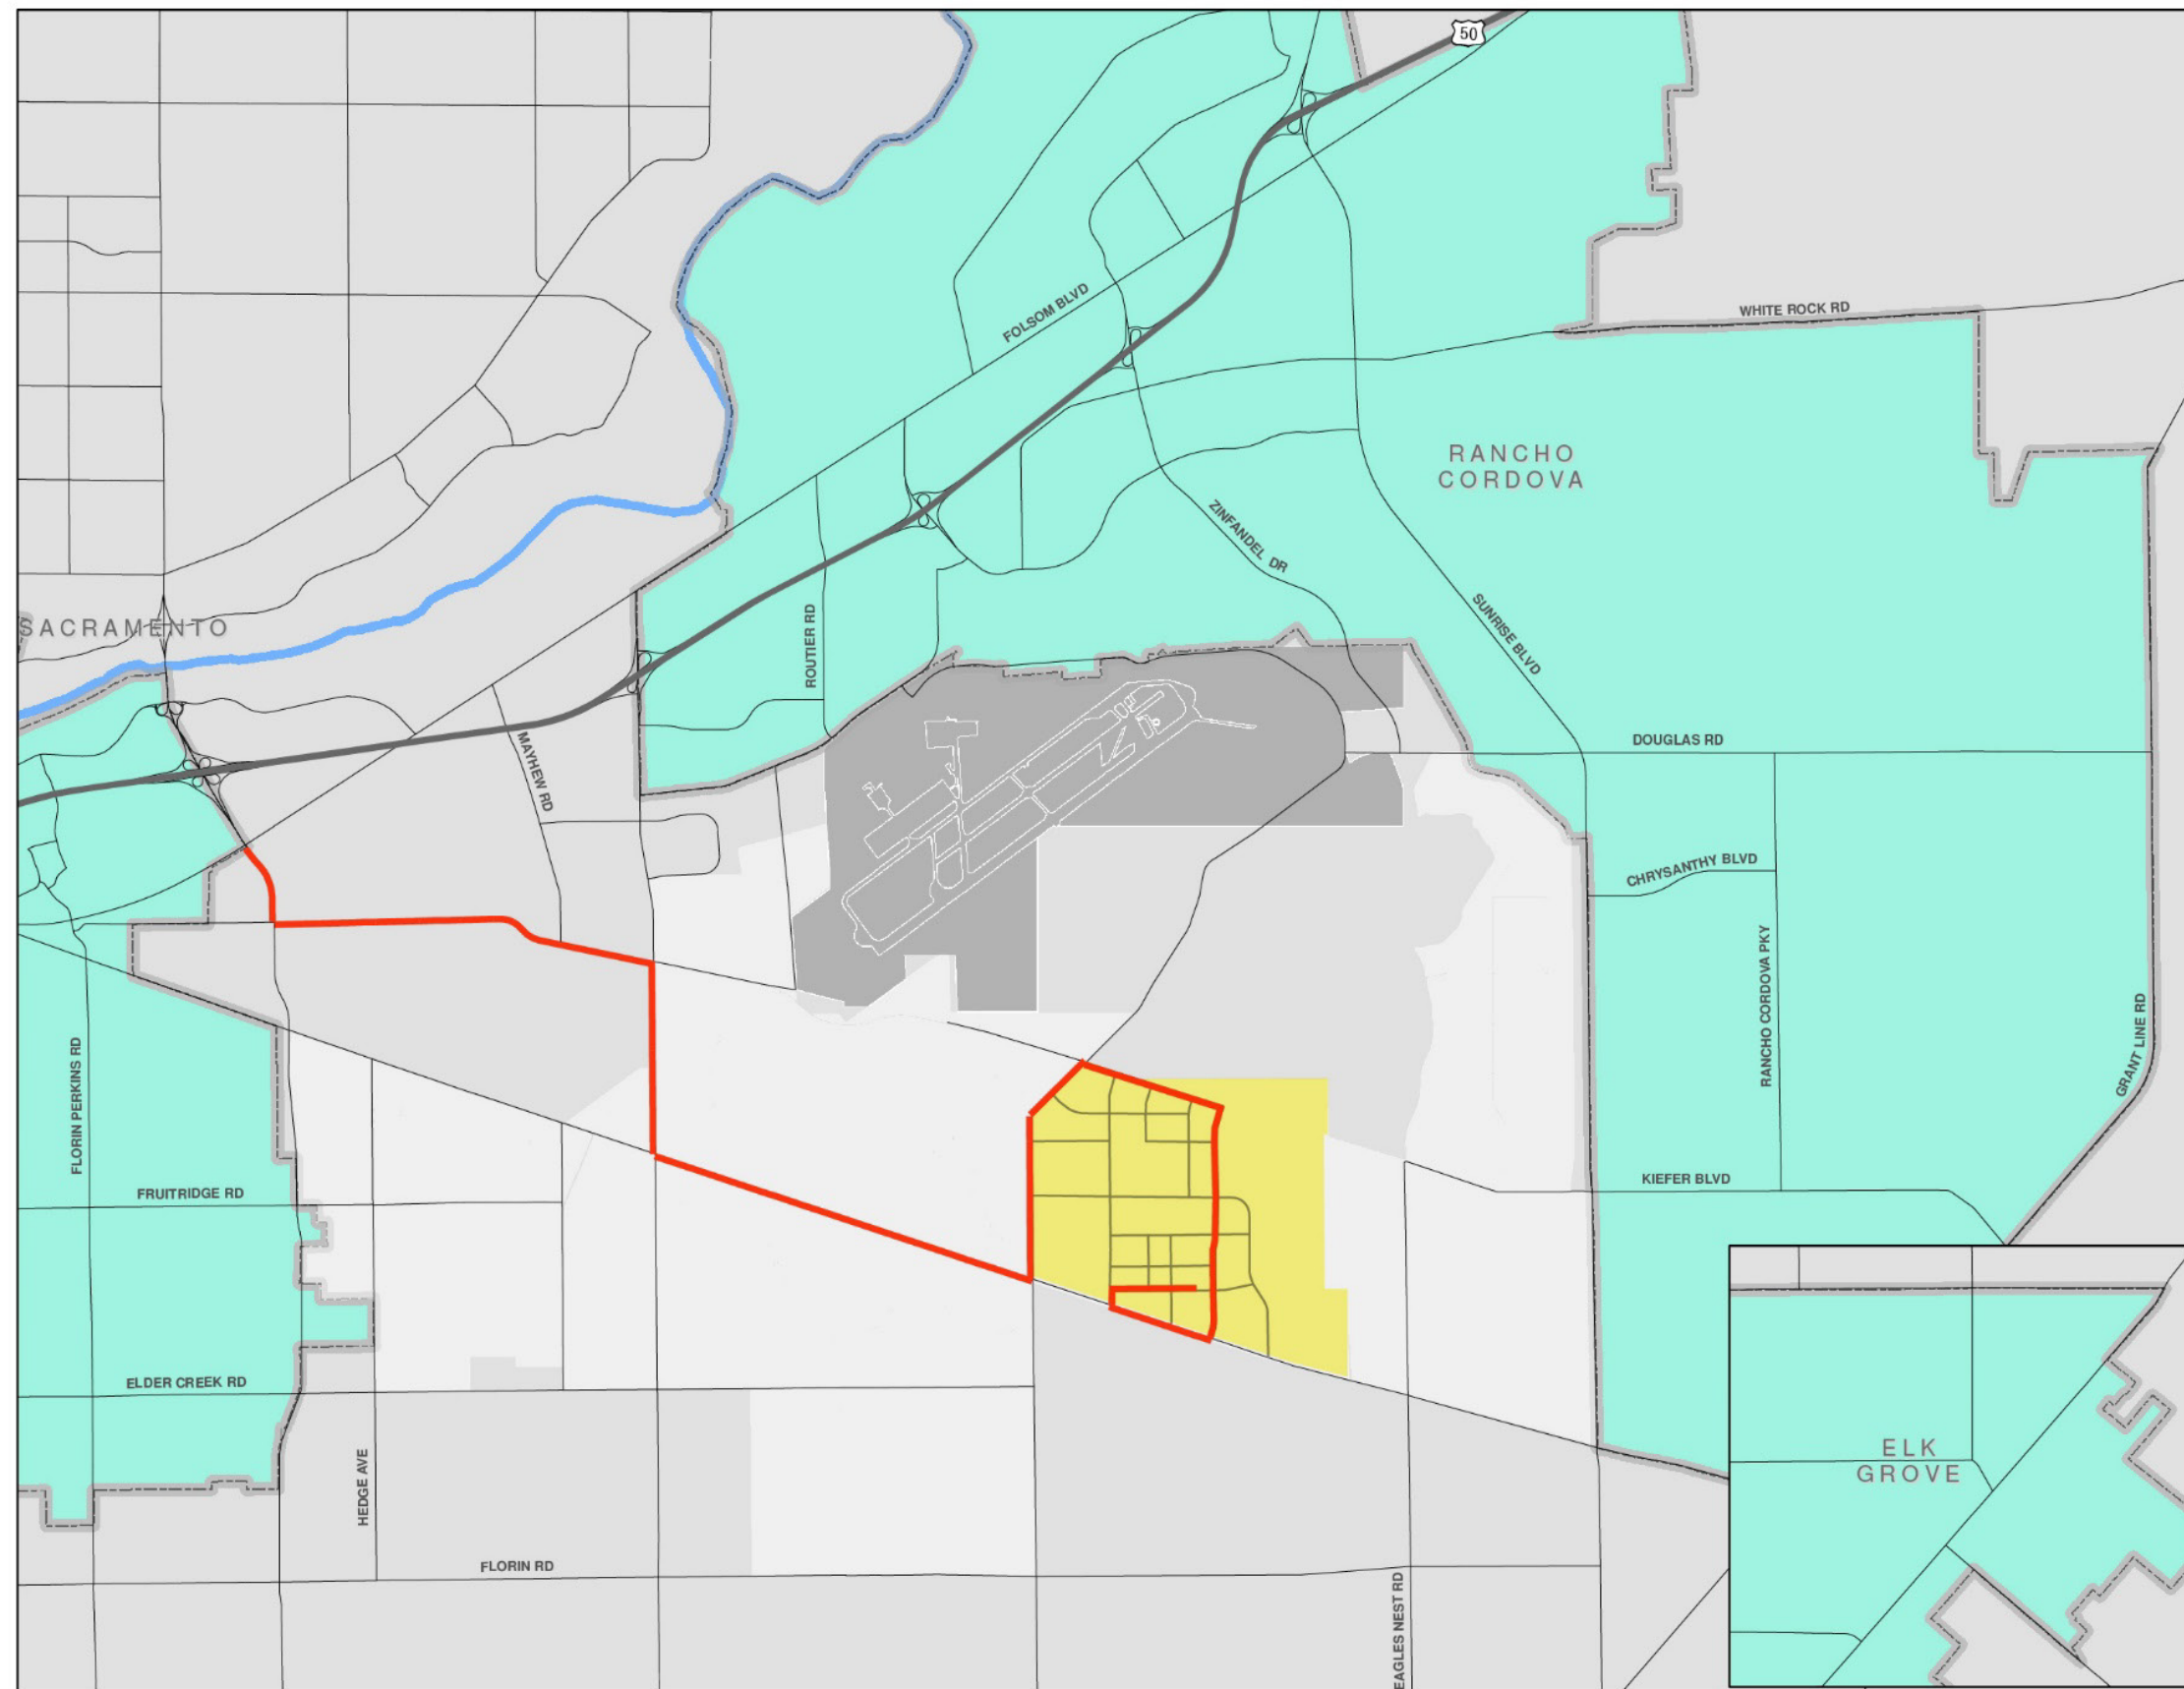 50
WHITE ROCK RD
FOLSOM BLVD
RANCHO
CORDOVA
ZINFANDEL DR
SUNRISE BLVD
SACRAMENTO
ROUTIER RD
MAYHEW RD
DOUGLAS RD
CHRYSANTHY BLVD
RANCHO CORDOVA PKY
GRANT LINE RD
FLORIN PERKINS RD
KIEFER BLVD
FRUITRIDGE RD
ELDER CREEK RD
HEDGE AVE
FLORIN RD
EAGLES NEST RD
ELK
GROVE